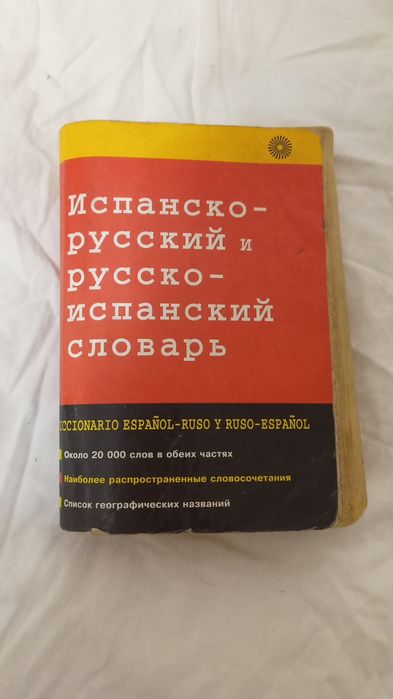 Испанско-
русский и
русско-
испанский
словарь
ICCIONARIO ESPAÑOL-RUSO Y RUSO-ESPAÑOL
Около 20 000 слов в обеих частях
Наиболее распространенные словосочетания
Список географических названий